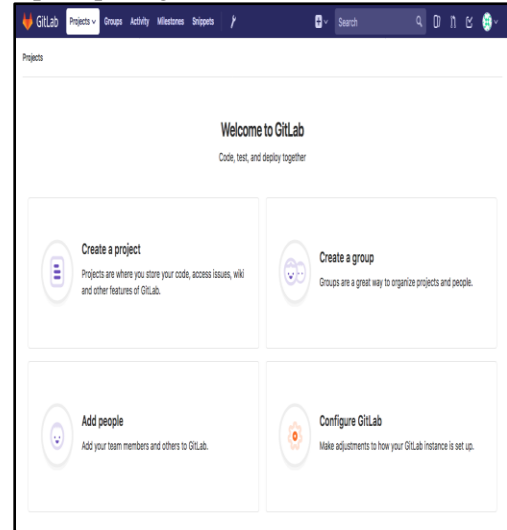 GitLab Projects Groups Activity Milestones Snippets Search
Projects
Welcome to GitLab
Code, test, and deploy together
Create a project
Projects are where you store your code, access issues, wiki
and other features of GitLab.
Create a group
Groups are a great way to organize projects and people.
Add people
Add your team members and others to GitLab.
Configure GitLab
Make adjustments to how your GitLab instance is set up.